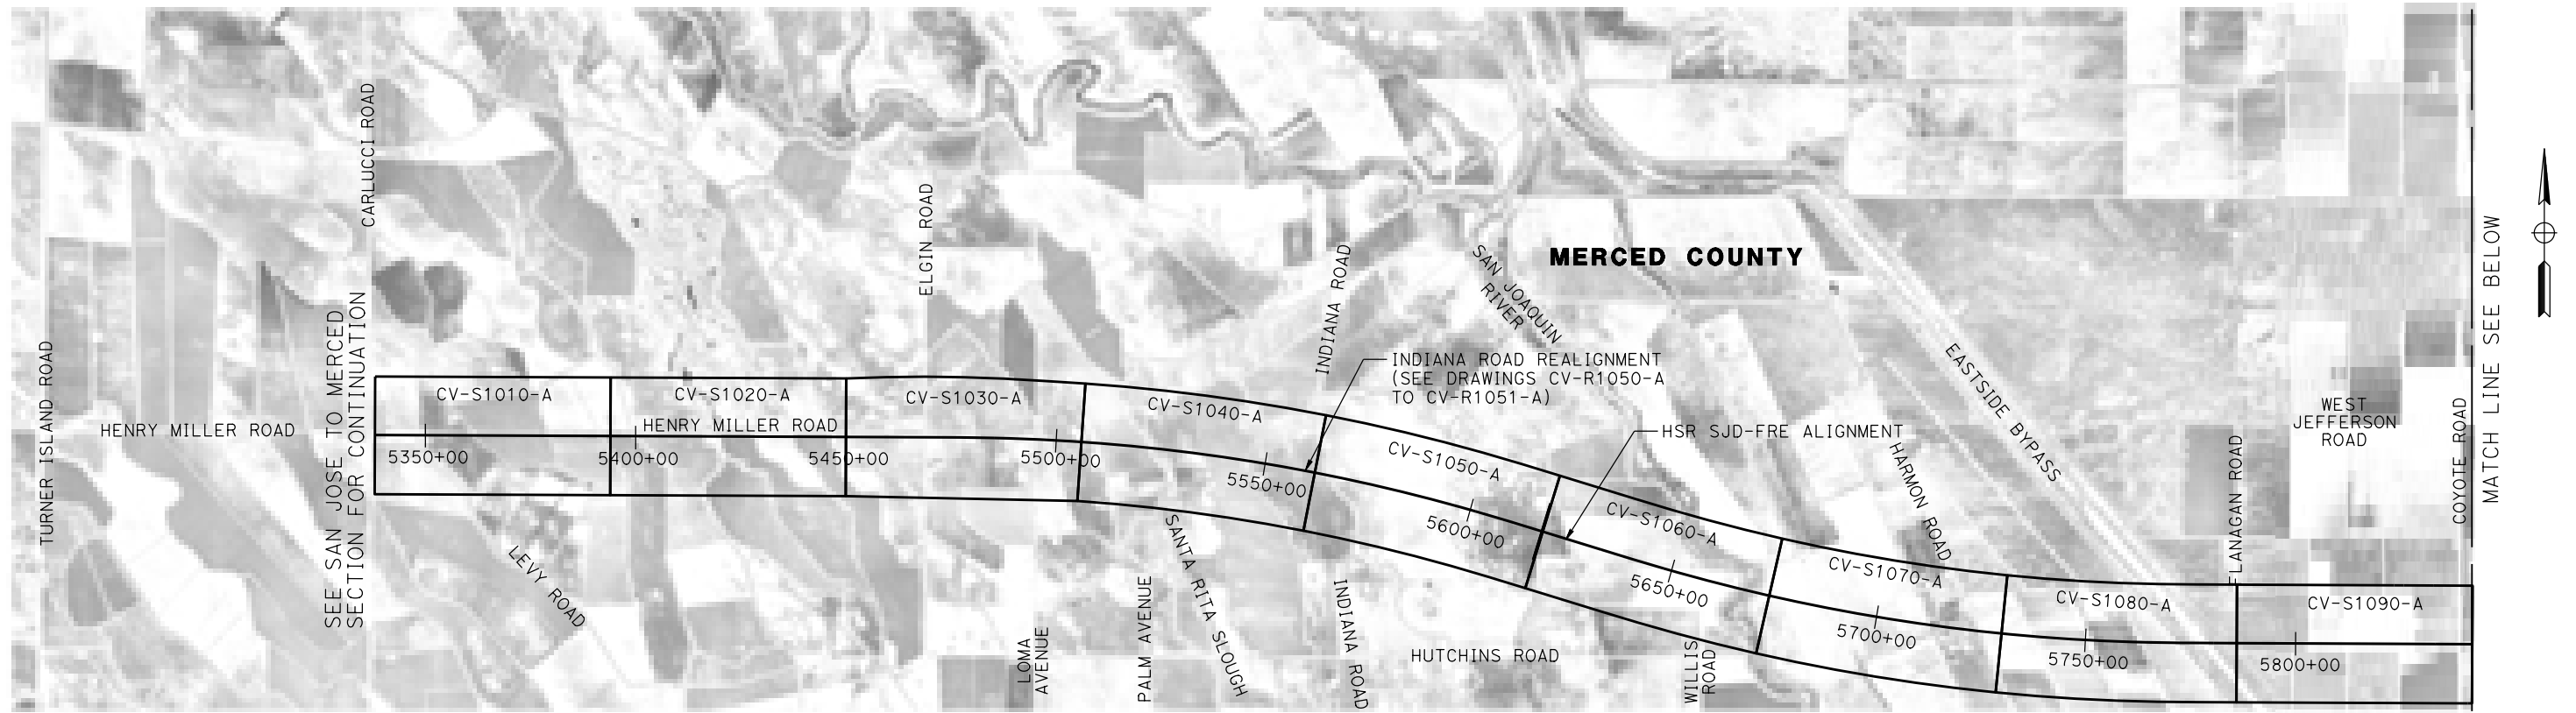 TURNER ISLAND ROAD
HENRY MILLER ROAD
SEE SAN JOSE TO MERCED
SECTION FOR CONTINUATION
CARLUCCI ROAD
CV-S1010-A
5350+00
LEVY ROAD
CV-S1020-A
HENRY MILLER ROAD
5400+00
5450+00
ELGIN ROAD
CV-S1030-A
5500+00
LOMA
AVENUE
PALM AVENUE
SANTA RITA SLOUGH
CV-S1040-A
5550+00
INDIANA ROAD
INDIANA ROAD
INDIANA ROAD REALIGNMENT
(SEE DRAWINGS CV-R1050-A
TO CV-R1051-A)
CV-S1050-A
5600+00
SAN JOAQUIN
RIVER
MERCED COUNTY
HSR SJD-FRE ALIGNMENT
CV-S1060-A
5650+00
HUTCHINS ROAD
WILLIS
ROAD
CV-S1070-A
5700+00
HARMON ROAD
EASTSIDE BYPASS
CV-S1080-A
5750+00
FLANAGAN ROAD
WEST
JEFFERSON
ROAD
CV-S1090-A
5800+00
COYOTE ROAD
MATCH LINE SEE BELOW